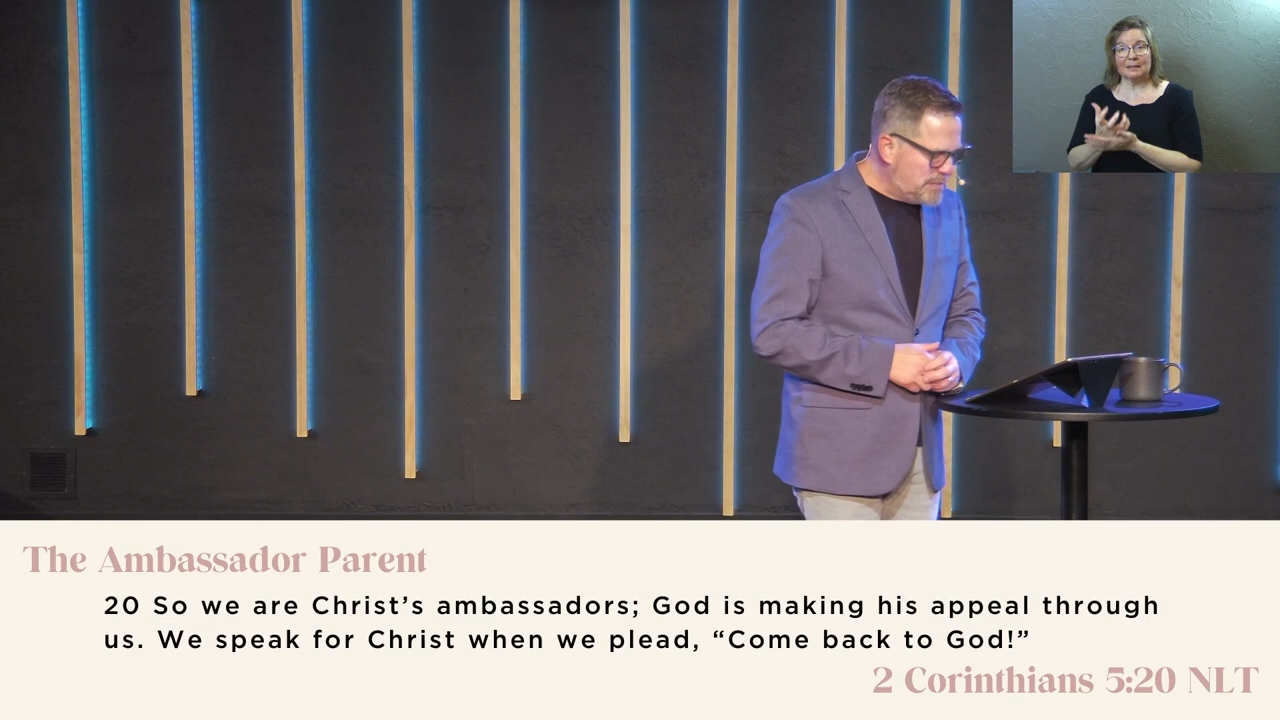 The Ambassador Parent
20 So we are Christ’s ambassadors; God is making his appeal through
us. We speak for Christ when we plead, “Come back to God!”
2 Corinthians 5:20 NLT